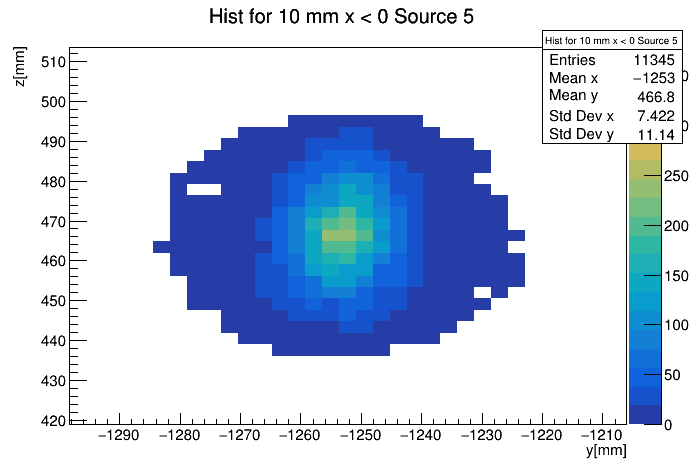 Hist for 10 mm x < 0 Source 5
Hist for 10 mm x < 0 Source 5
Entries 11345
Mean x −1253
Mean y 466.8
Std Dev x 7.422
Std Dev y 11.14
z[mm]
510
500
490
480
470
460
450
440
430
420
250
200
150
100
50
0
−1290 −1280 −1270 −1260 −1250 −1240 −1230 −1220 −1210
y[mm]